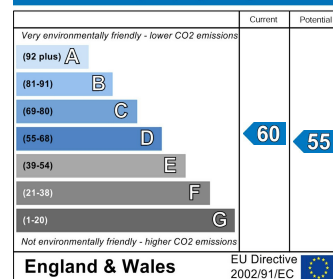 Current Potential
Very environmentally friendly - lower CO2 emissions
(92 plus) A
(81-91) B
(69-80) C
(55-68) D
60
55
(39-54) E
(21-38) F
(1-20) G
Not environmentally friendly - higher CO2 emissions
England & Wales
EU Directive
2002/91/EC